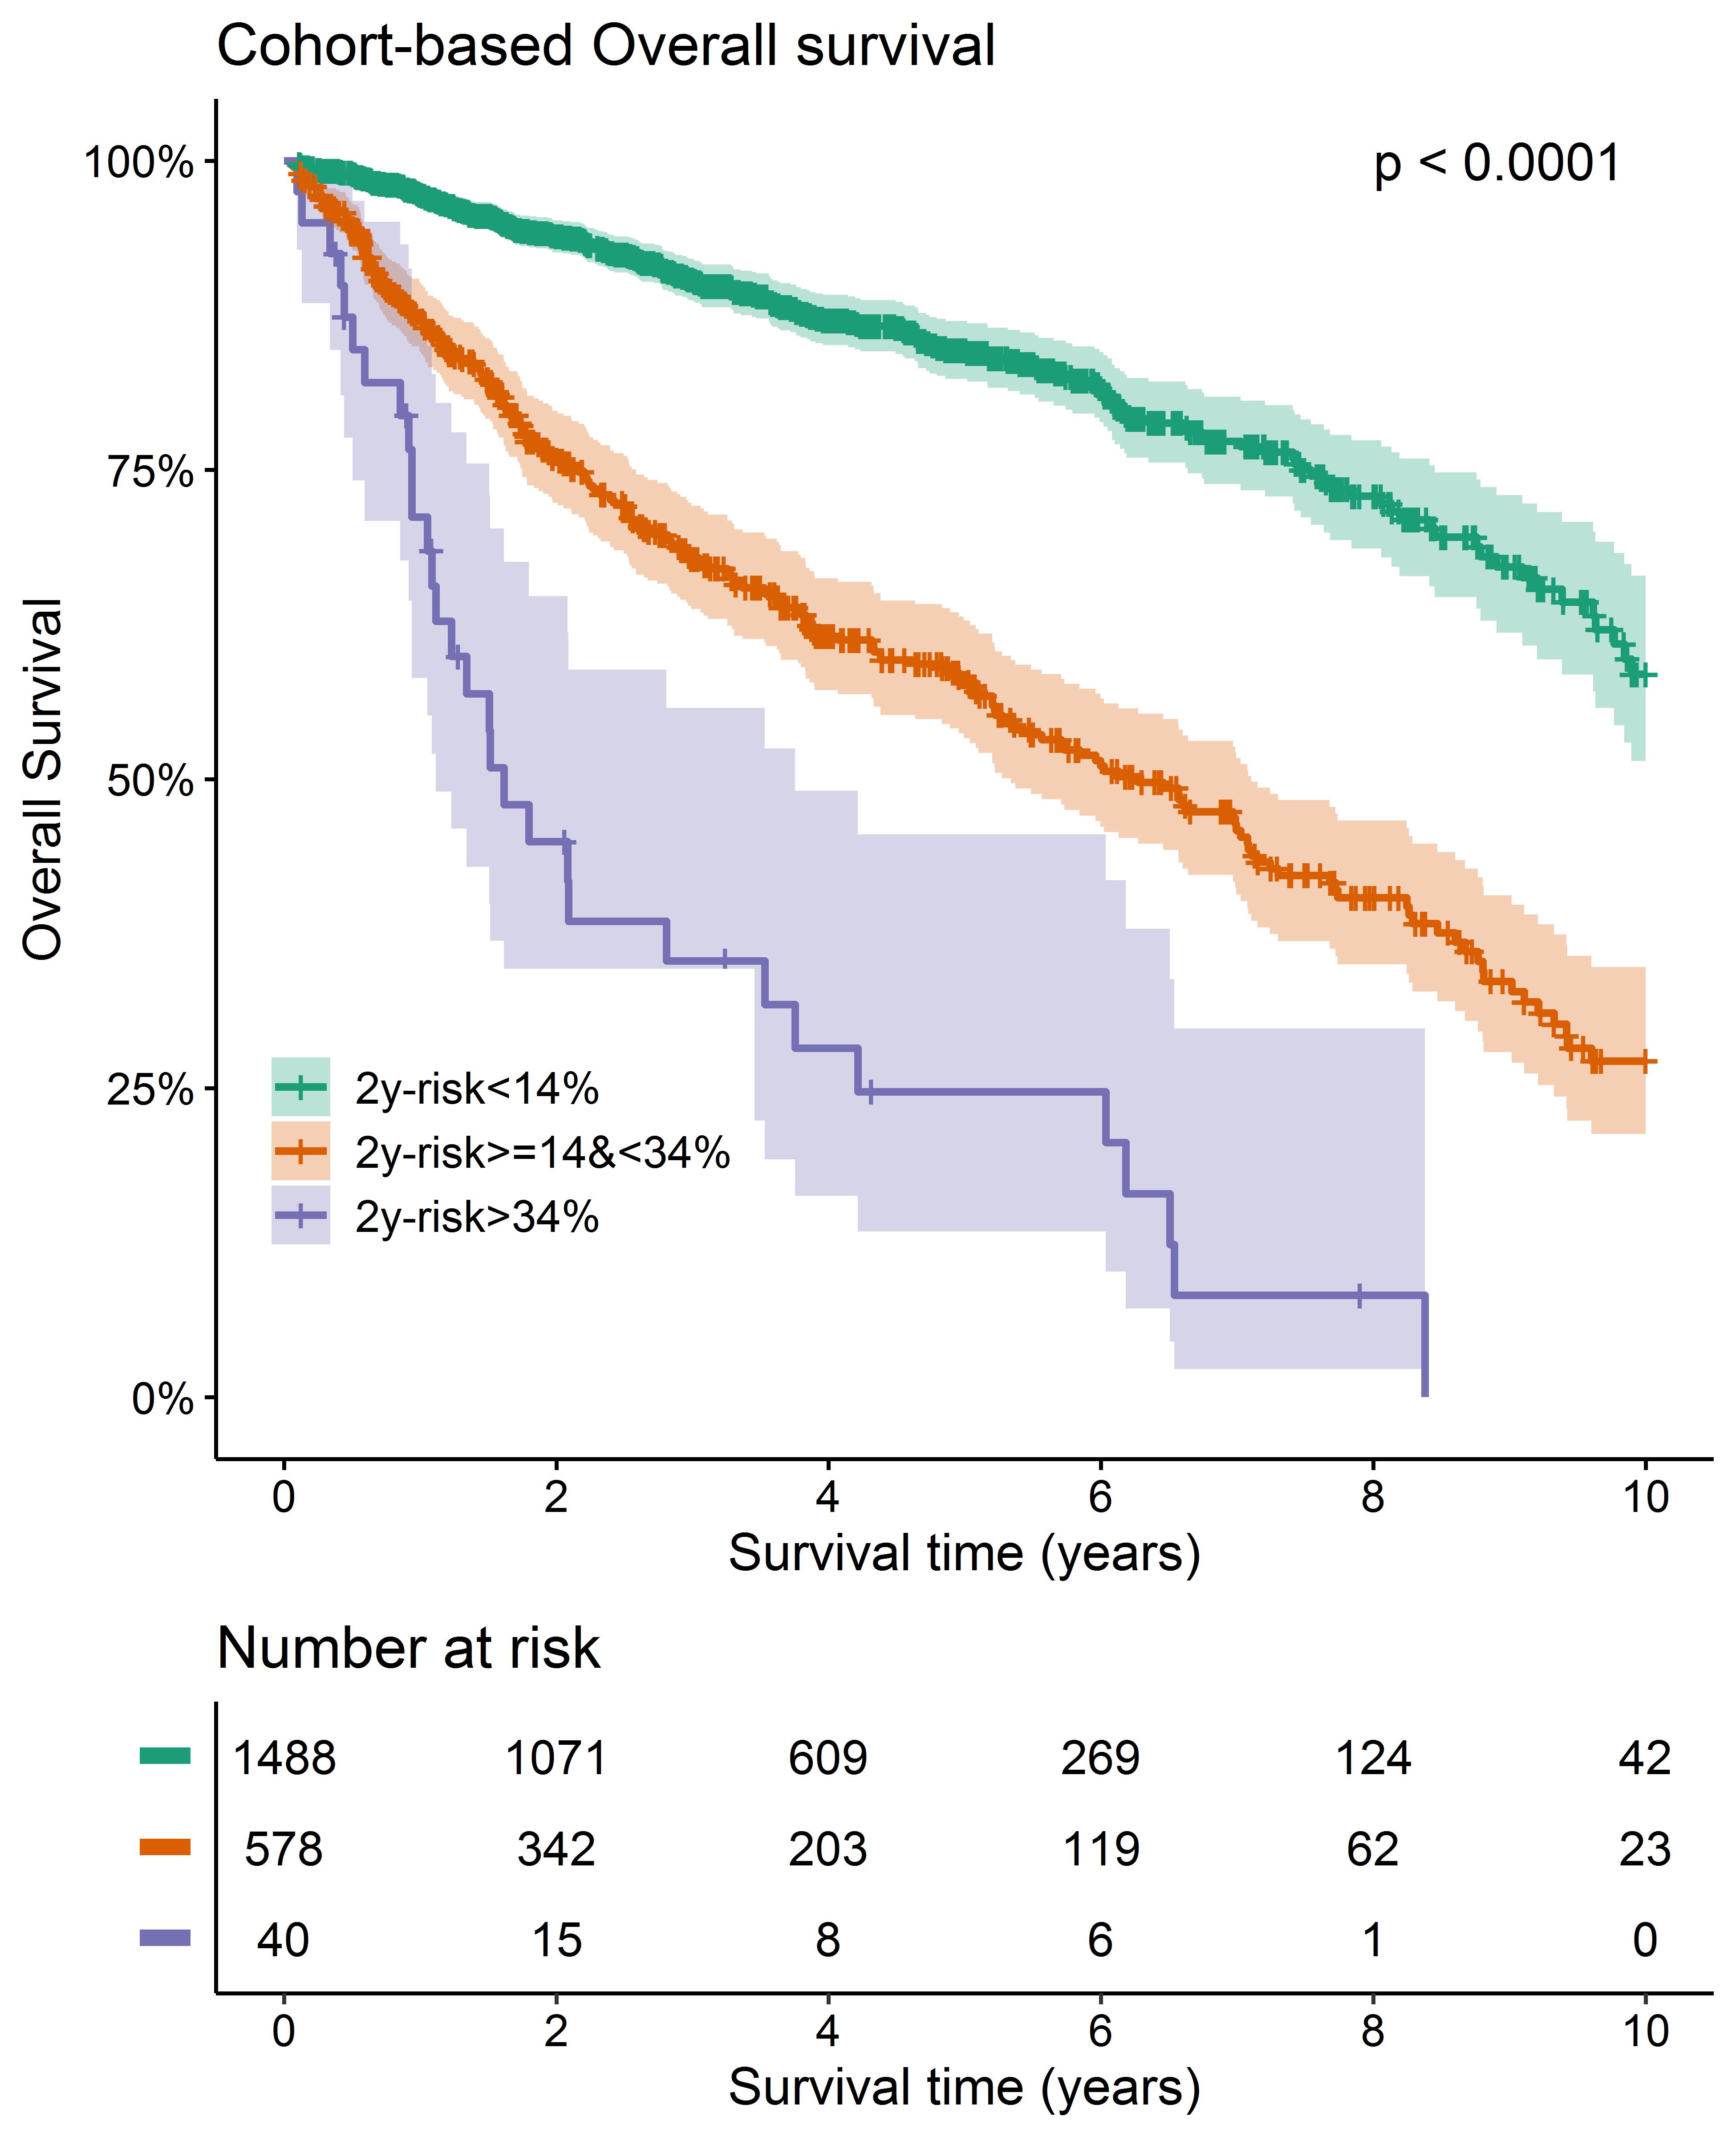 Cohort-based Overall survival
p < 0.0001
100%
75%
50%
25%
0%
Overall Survival
2y-risk<14%
2y-risk>=14&<34%
2y-risk>34%
0 2 4 6 8 10
Survival time (years)
Number at risk
1488 1071 609 269 124 42
578 342 203 119 62 23
40 15 8 6 1 0
0 2 4 6 8 10
Survival time (years)